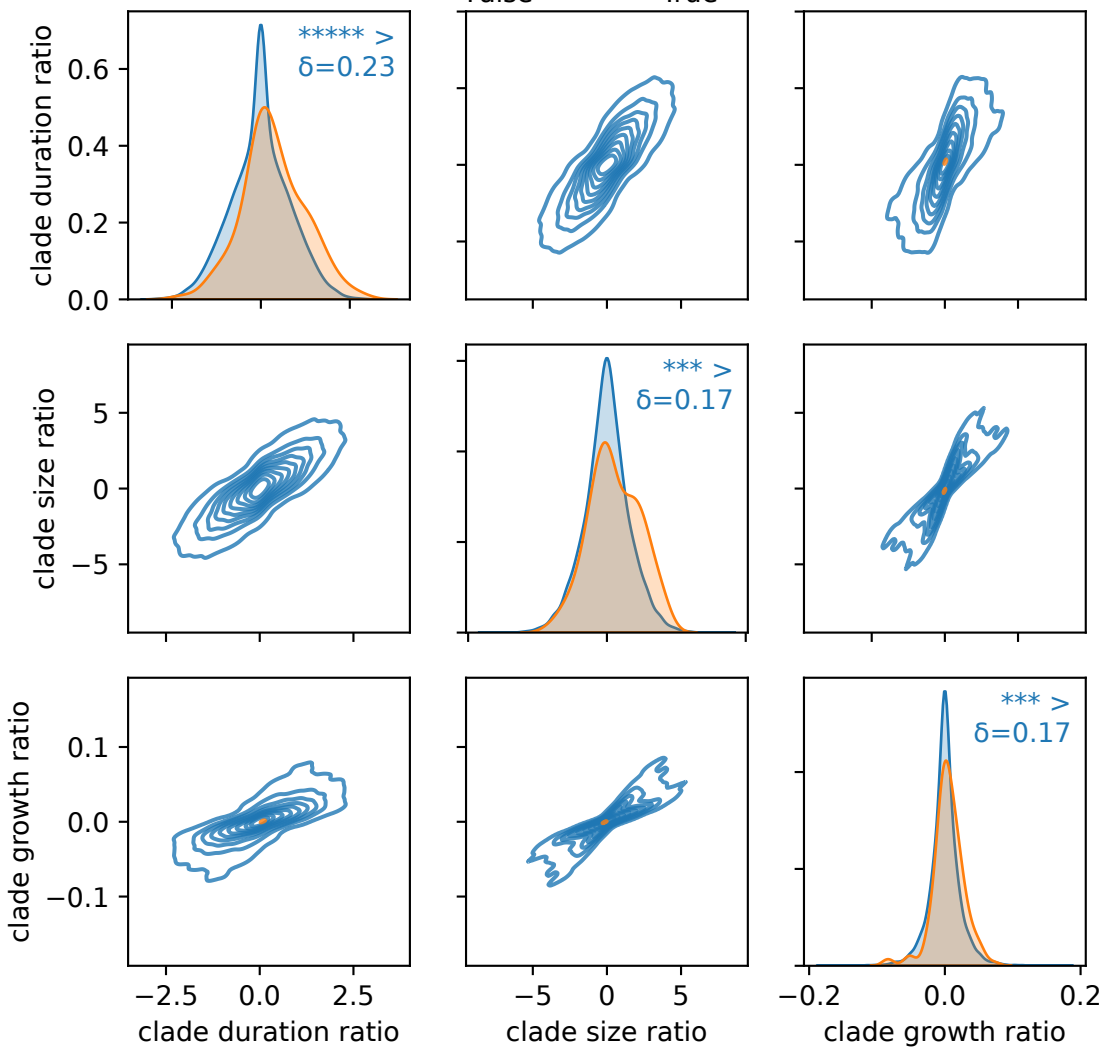 clade duration ratio
0.6
0.4
0.2
0.0
***** >
δ=0.23
clade size ratio
5
0
−5
*** >
δ=0.17
clade growth ratio
0.1
0.0
−0.1
*** >
δ=0.17
−2.5 0.0 2.5
−5 0 5
−0.2 0.0 0.2
clade duration ratio
clade size ratio
clade growth ratio